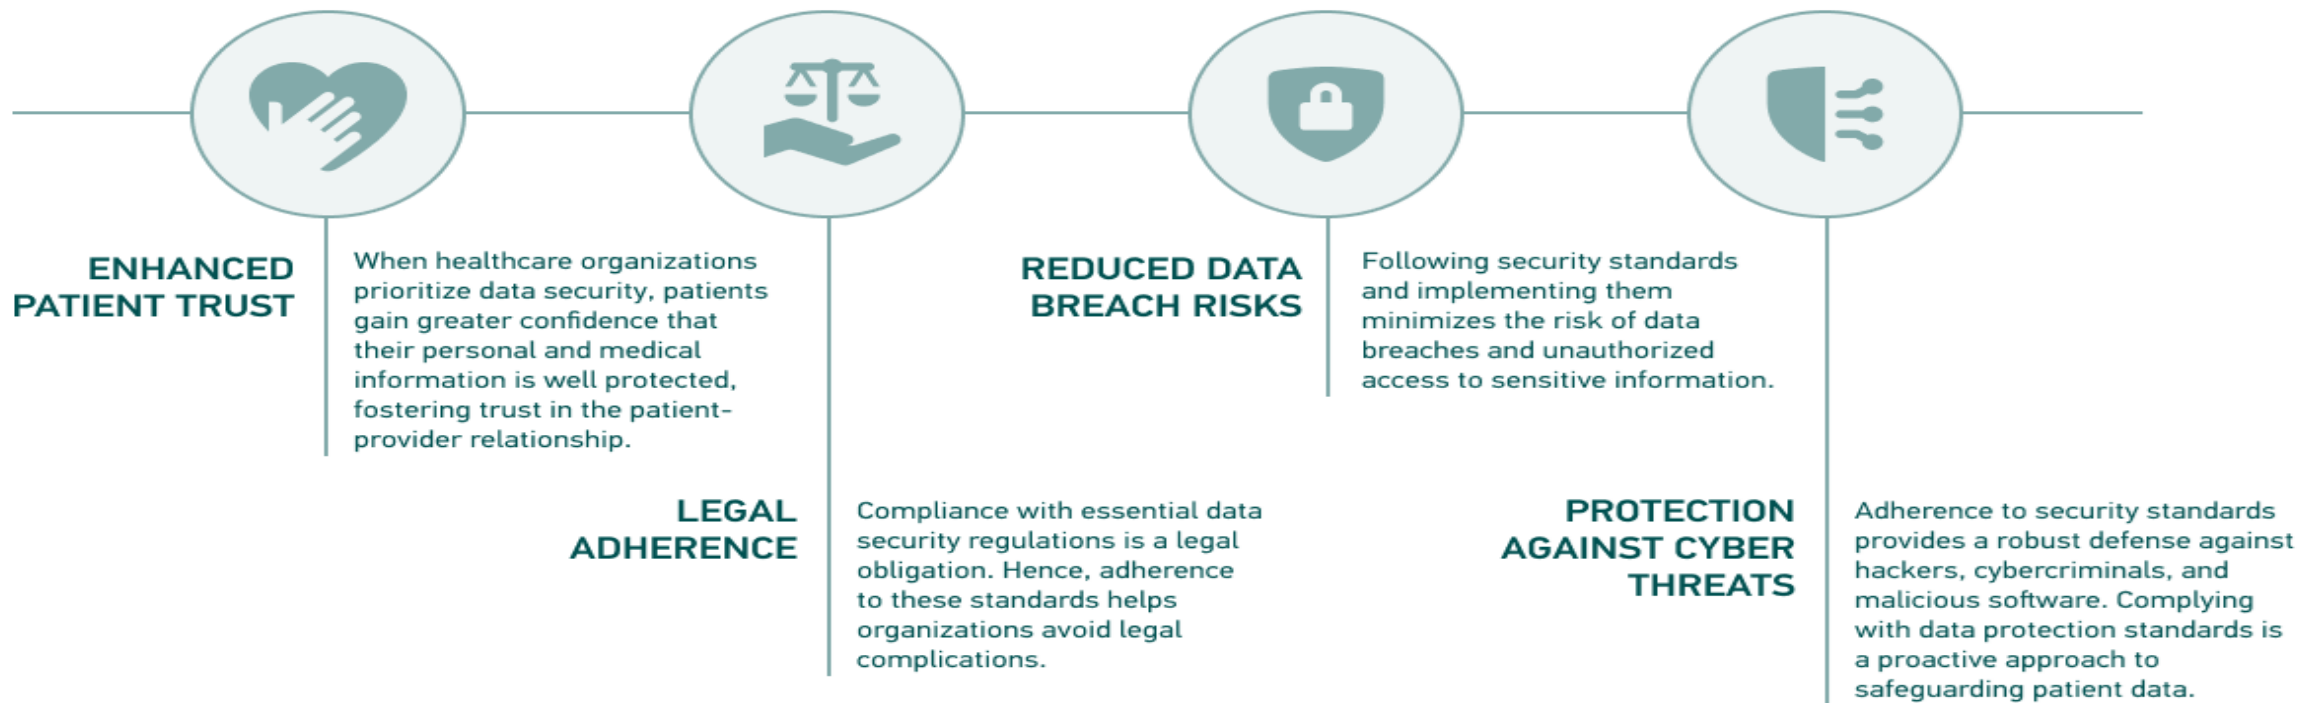 ENHANCED
PATIENT TRUST
When healthcare organizations
prioritize data security, patients
gain greater confidence that
their personal and medical
information is well protected,
fostering trust in the patient-
provider relationship.
LEGAL
ADHERENCE
Compliance with essential data
security regulations is a legal
obligation. Hence, adherence
to these standards helps
organizations avoid legal
complications.
REDUCED DATA
BREACH RISKS
Following security standards
and implementing them
minimizes the risk of data
breaches and unauthorized
access to sensitive information.
PROTECTION
AGAINST CYBER
THREATS
Adherence to security standards
provides a robust defense against
hackers, cybercriminals, and
malicious software. Complying
with data protection standards is
a proactive approach to
safeguarding patient data.